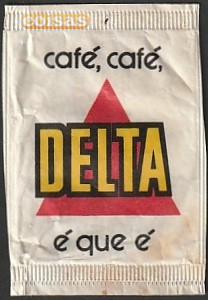 coisas
café, café,
DELTA
é que é